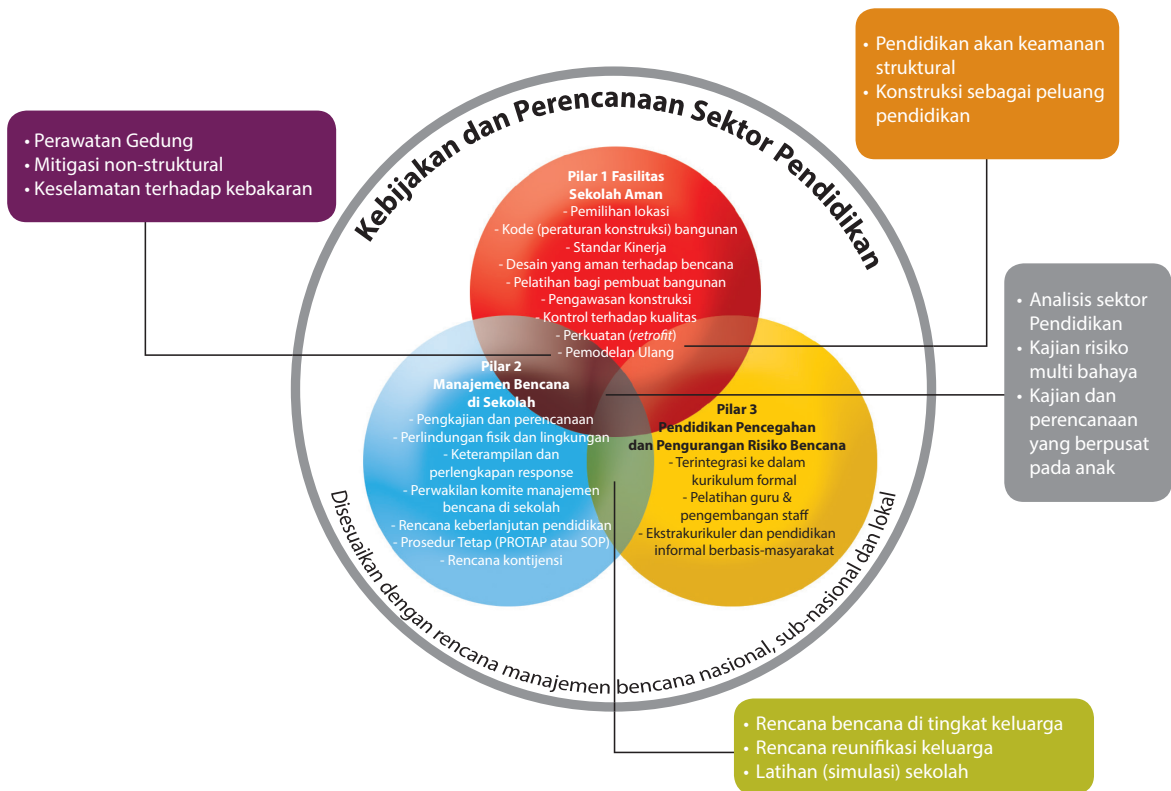 Kebijakan dan Perencanaan Sektor Pendidikan
• Pendidikan akan keamanan
struktural
• Konstruksi sebagai peluang
pendidikan
• Perawatan Gedung
• Mitigasi non-struktural
• Keselamatan terhadap kebakaran
Pilar 1 Fasilitas
Sekolah Aman
- Pemilihan lokasi
- Kode (peraturan konstruksi) bangunan
- Standar Kinerja
- Desain yang aman terhadap bencana
- Pelatihan bagi pembuat bangunan
- Pengawasan konstruksi
- Kontrol terhadap kualitas
- Perkuatan (retrofit)
- Pemodelan Ulang
• Analisis sektor
Pendidikan
• Kajian risiko
multi bahaya
• Kajian dan
perencanaan
yang berpusat
pada anak
Pilar 2
Manajemen Bencana
di Sekolah
- Pengkajian dan perencanaan
- Perlindungan fisik dan lingkungan
- Keterampilan dan
perlengkapan response
- Perwakilan komite manajemen
bencana di sekolah
- Rencana keberlanjutan pendidikan
- Prosedur Tetap (PROTAP atau SOP)
- Rencana kontijensi
Pilar 3
Pendidikan Pencegahan
dan Pengurangan Risiko Bencana
- Terintegrasi ke dalam
kurikulum formal
- Pelatihan guru &
pengembangan staff
- Ekstrakurikuler dan pendidikan
informal berbasis-masyarakat
Disesuaikan dengan rencana manajemen bencana nasional, sub-nasional dan lokal
• Rencana bencana di tingkat keluarga
• Rencana reunifikasi keluarga
• Latihan (simulasi) sekolah